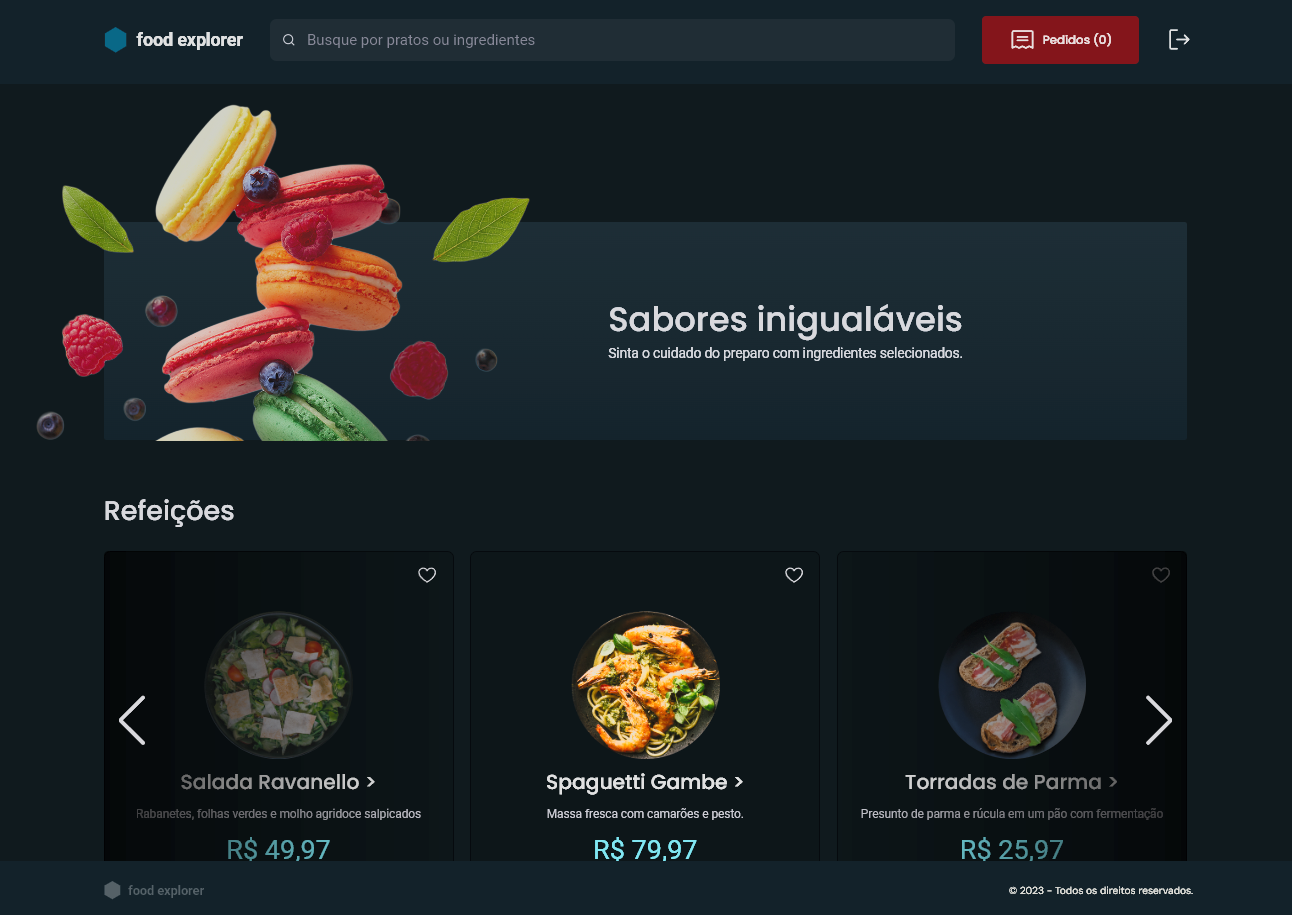 food explorer
Busque por pratos ou ingredientes
Pedidos (0)
Sabores inigualáveis
Sinta o cuidado do preparo com ingredientes selecionados.
Refeições
Salada Ravanello >
Spaguetti Gambe >
Torradas de Parma >
Rabanetes, folhas verdes e molho agridoce salpicados
Massa fresca com camarões e pesto.
Presunto de parma e rúcula em um pão com fermentação
R$ 49,97
R$ 79,97
R$ 25,97
food explorer
© 2023 - Todos os direitos reservados.